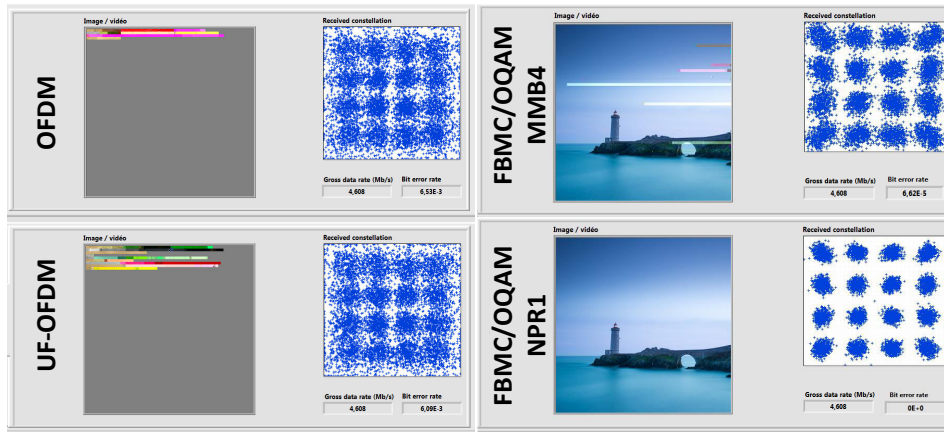 OFDM
Image / vidéo
Received constellation
Gross data rate (Mb/s)
Bit error rate
4,608
6,53E-3
FBMC/OQAM
MMB4
Image / vidéo
Received constellation
Gross data rate (Mb/s)
Bit error rate
4,608
6,62E-5
UF-OFDM
Image / vidéo
Received constellation
Gross data rate (Mb/s)
Bit error rate
4,608
6,09E-3
FBMC/OQAM
NPR1
Image / vidéo
Received constellation
Gross data rate (Mb/s)
Bit error rate
4,608
0E+0